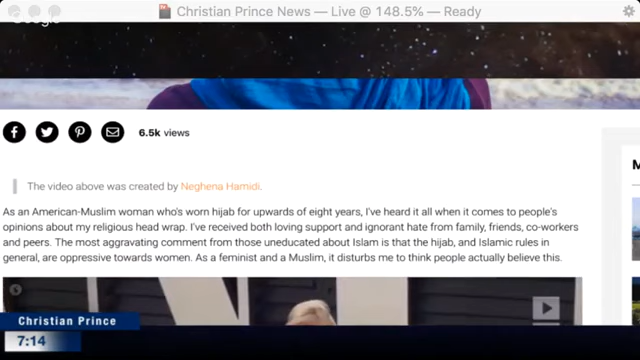 Christian Prince News — Live @ 148.5% — Ready
Google
6.5k views
The video above was created by Neghena Hamidi.
As an American-Muslim woman who's worn hijab for upwards of eight years, I've heard it all when it comes to people's
opinions about my religious head wrap. I've received both loving support and ignorant hate from family, friends, co-workers
and peers. The most aggravating comment from those uneducated about Islam is that the hijab, and Islamic rules in
general, are oppressive towards women. As a feminist and a Muslim, it disturbs me to think people actually believe this.
Christian Prince
7:14